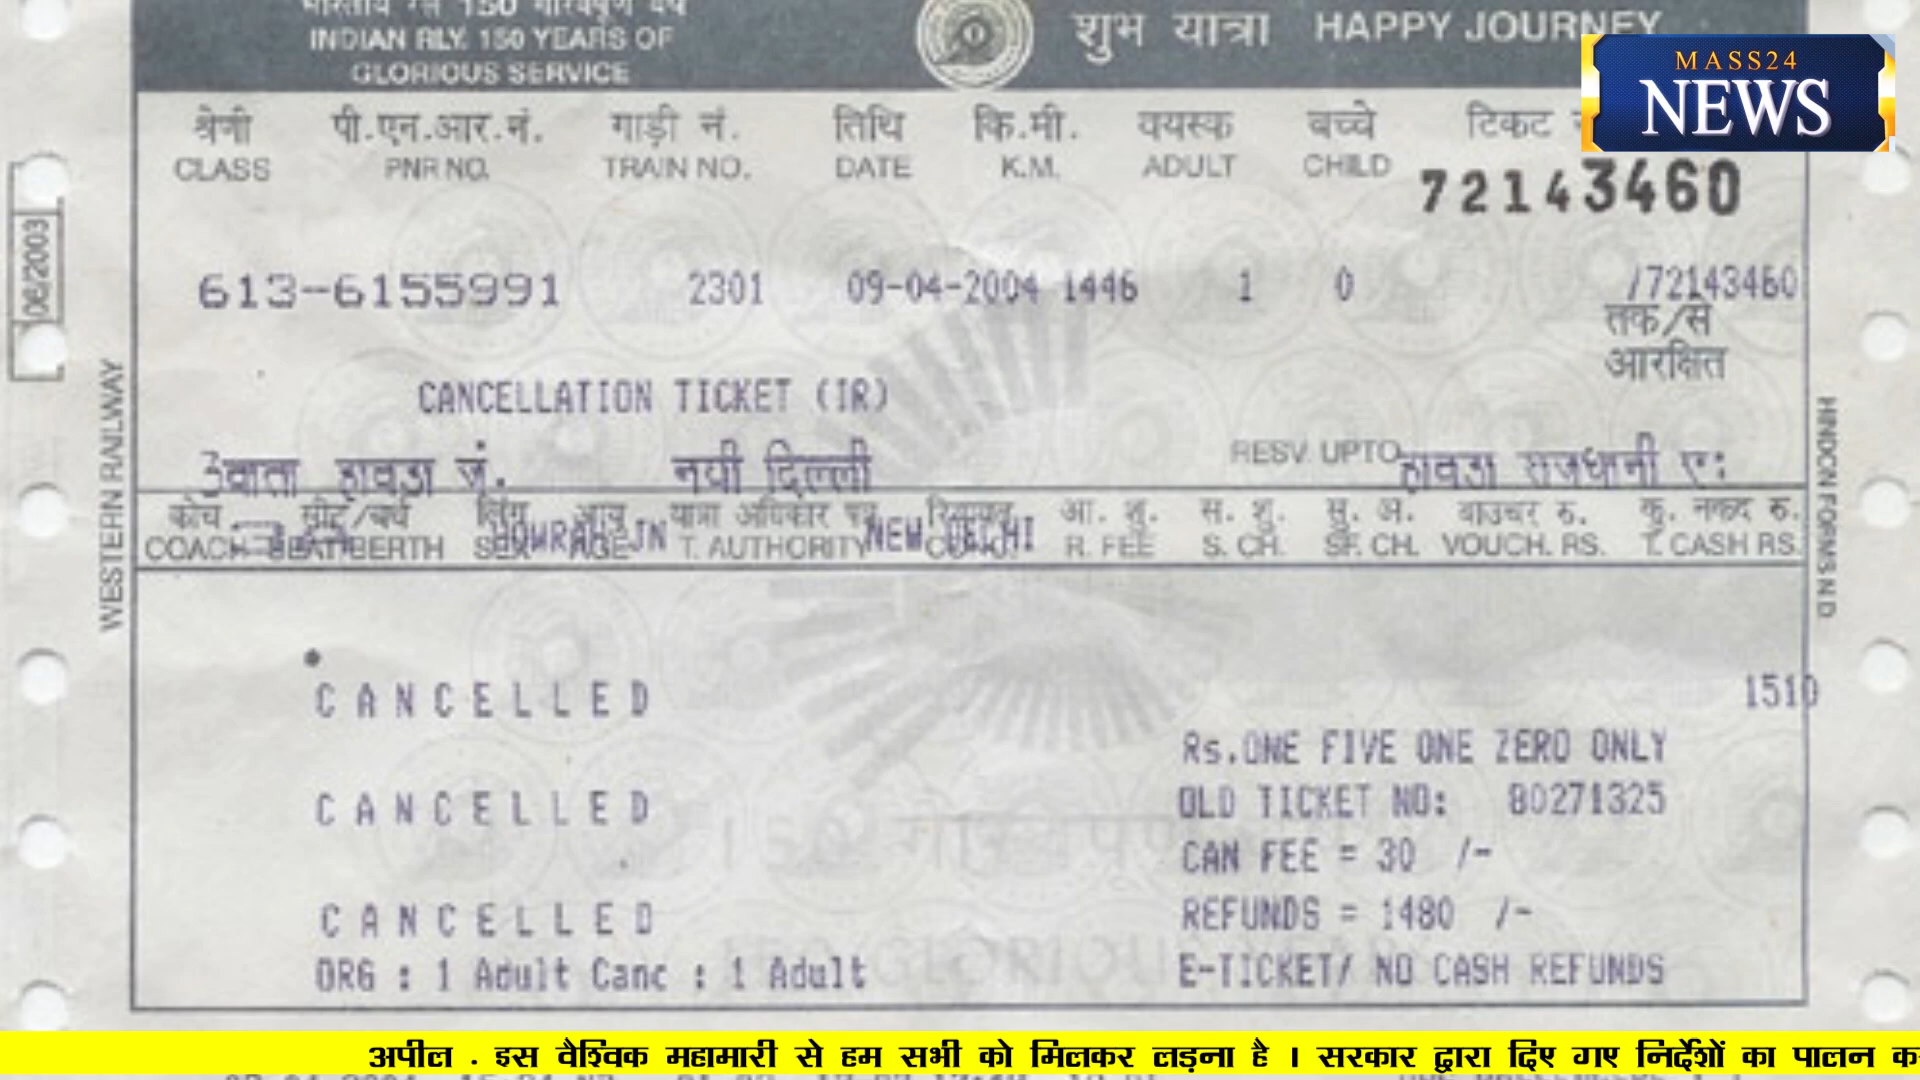 भारतीय रेल 150 गौरवपूर्ण वर्ष
INDIAN RLY. 150 YEARS OF
GLORIOUS SERVICE
शुभ यात्रा HAPPY JOURNEY
MASS24
NEWS
श्रेणी पी.एन.आर.नं. गाड़ी नं. तिथि कि.मी. वयस्क बच्चे टिकट
CLASS PNR NO. TRAIN NO. DATE K.M. ADULT CHILD
72143460
613-6155991 2301 09-04-2004 1446 1 0 /72143460
तक/से
आरक्षित
06/2003
WESTERN RAILWAY
CANCELLATION TICKET (IR)
हावडा जं. नयी दिल्ली RESV. UPTO हावडा राजधानी ए:
कोच सीट/बर्थ लिंग आयु यात्रा अधिकार पत्र रियायत आ. शु. स. शु. सु. अ. वाउचर रु. कु. नकद रु.
COACH SEAT/BERTH SEX AGE T. AUTHORITY R. FEE S. CH. SF. CH. VOUCH. RS. T. CASH RS.
HOWRAH JN NEW DELHI
CANCELLED 1510
Rs.ONE FIVE ONE ZERO ONLY
CANCELLED OLD TICKET NO: 80271325
CAN FEE = 30 /-
CANCELLED REFUNDS = 1480 /-
ORG : 1 Adult Canc : 1 Adult E-TICKET/ NO CASH REFUNDS
अपील . इस वैश्विक महामारी से हम सभी को मिलकर लड़ना है । सरकार द्वारा दिए गए निर्देशों का पालन